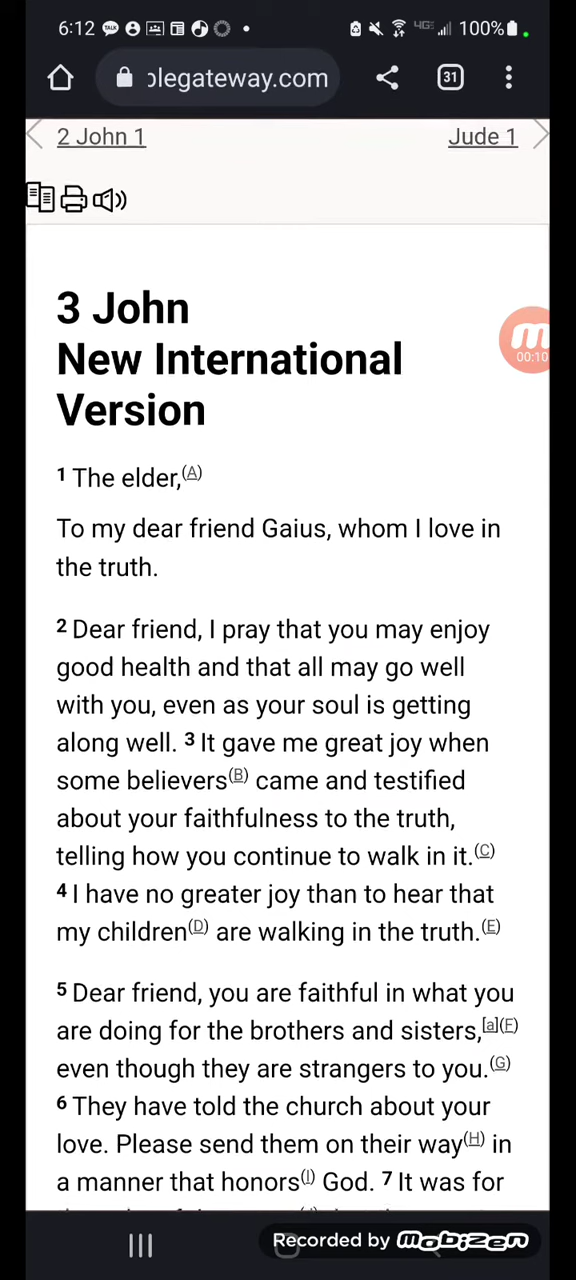 6:12 TALK 4G 100%
olegateway.com 31
2 John 1 Jude 1
3 John
New International
Version
00:10
1 The elder,(A)
To my dear friend Gaius, whom I love in
the truth.
2 Dear friend, I pray that you may enjoy
good health and that all may go well
with you, even as your soul is getting
along well. 3 It gave me great joy when
some believers(B) came and testified
about your faithfulness to the truth,
telling how you continue to walk in it.(C)
4 I have no greater joy than to hear that
my children(D) are walking in the truth.(E)
5 Dear friend, you are faithful in what you
are doing for the brothers and sisters,[a](F)
even though they are strangers to you.(G)
6 They have told the church about your
love. Please send them on their way(H) in
a manner that honors(I) God. 7 It was for
Recorded by mobizen